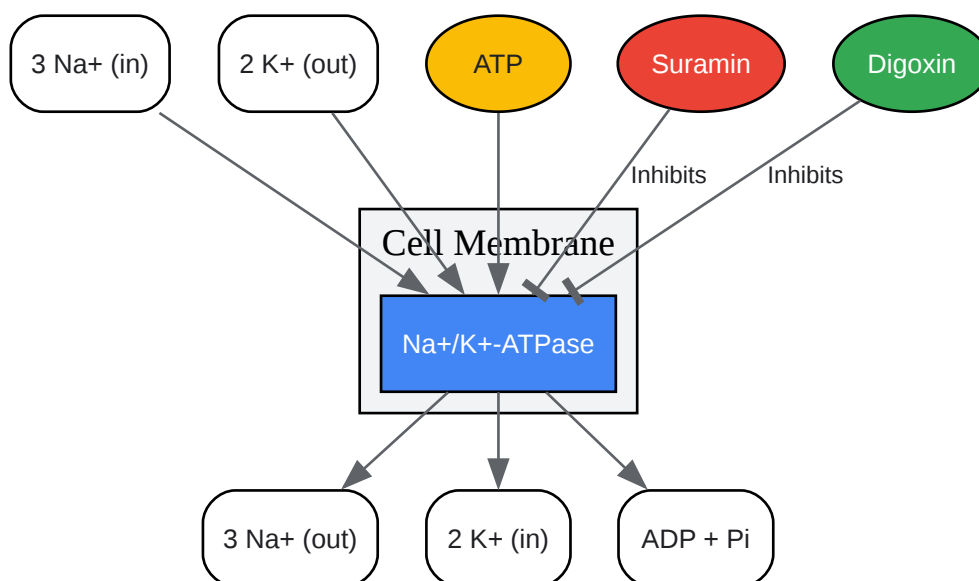 3 Na+ (in)
2 K+ (out)
ATP
Suramin
Digoxin
Inhibits
Inhibits
Cell Membrane
Na+/K+-ATPase
3 Na+ (out)
2 K+ (in)
ADP + Pi